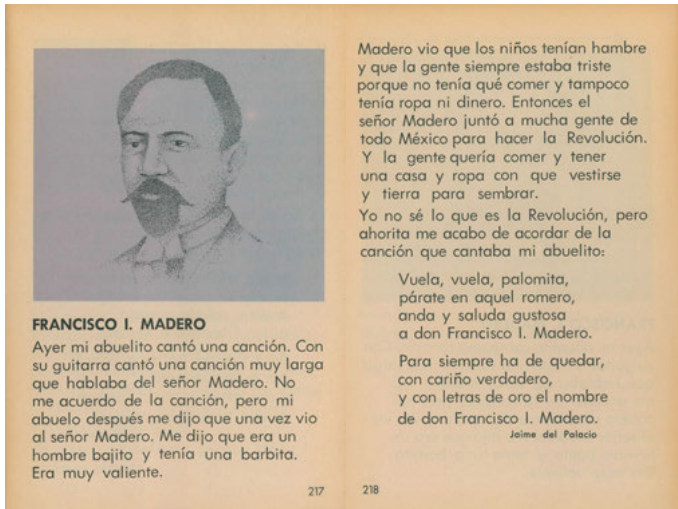 FRANCISCO I. MADERO
Ayer mi abuelito cantó una canción. Con
su guitarra cantó una canción muy larga
que hablaba del señor Madero. No
me acuerdo de la canción, pero mi
abuelo después me dijo que una vez vio
al señor Madero. Me dijo que era un
hombre bajito y tenía una barbita.
Era muy valiente.
217
Madero vio que los niños tenían hambre
y que la gente siempre estaba triste
porque no tenía qué comer y tampoco
tenía ropa ni dinero. Entonces el
señor Madero juntó a mucha gente de
todo México para hacer la Revolución.
Y la gente quería comer y tener
una casa y ropa con que vestirse
y tierra para sembrar.
Yo no sé lo que es la Revolución, pero
ahorita me acabo de acordar de la
canción que cantaba mi abuelito:
Vuela, vuela, palomita,
párate en aquel romero,
anda y saluda gustosa
a don Francisco I. Madero.
Para siempre ha de quedar,
con cariño verdadero,
y con letras de oro el nombre
de don Francisco I. Madero.
Jaime del Palacio
218